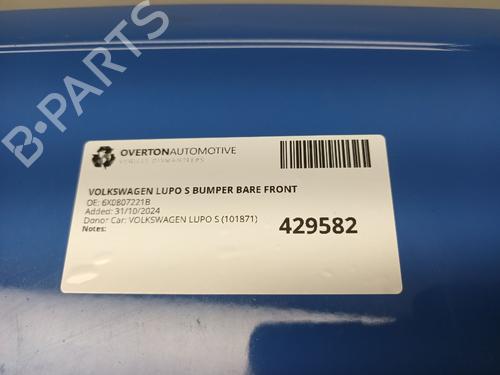 B-PARTS
OVERTONAUTOMOTIVE
VEHICLE DISMANTLERS
VOLKSWAGEN LUPO S BUMPER BARE FRONT
OE: 6X0807221B
Added: 31/10/2024
Donor Car: VOLKSWAGEN LUPO S (101871)
Notes:
429582